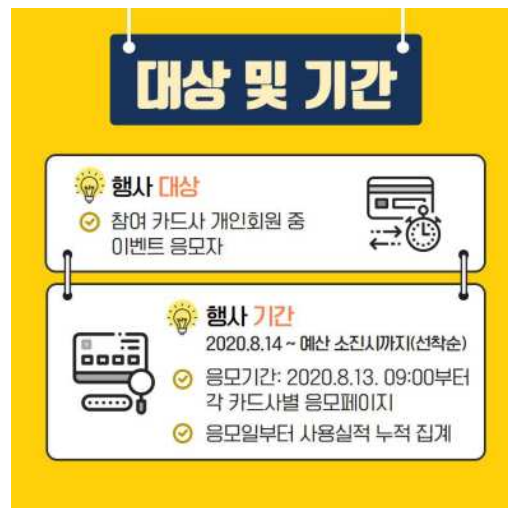 대상 및 기간
행사 대상
참여 카드사 개인회원 중
이벤트 응모자
행사 기간
2020.8.14 ~ 예산 소진시까지(선착순)
응모기간: 2020.8.13. 09:00부터
각 카드사별 응모페이지
응모일부터 사용실적 누적 집계